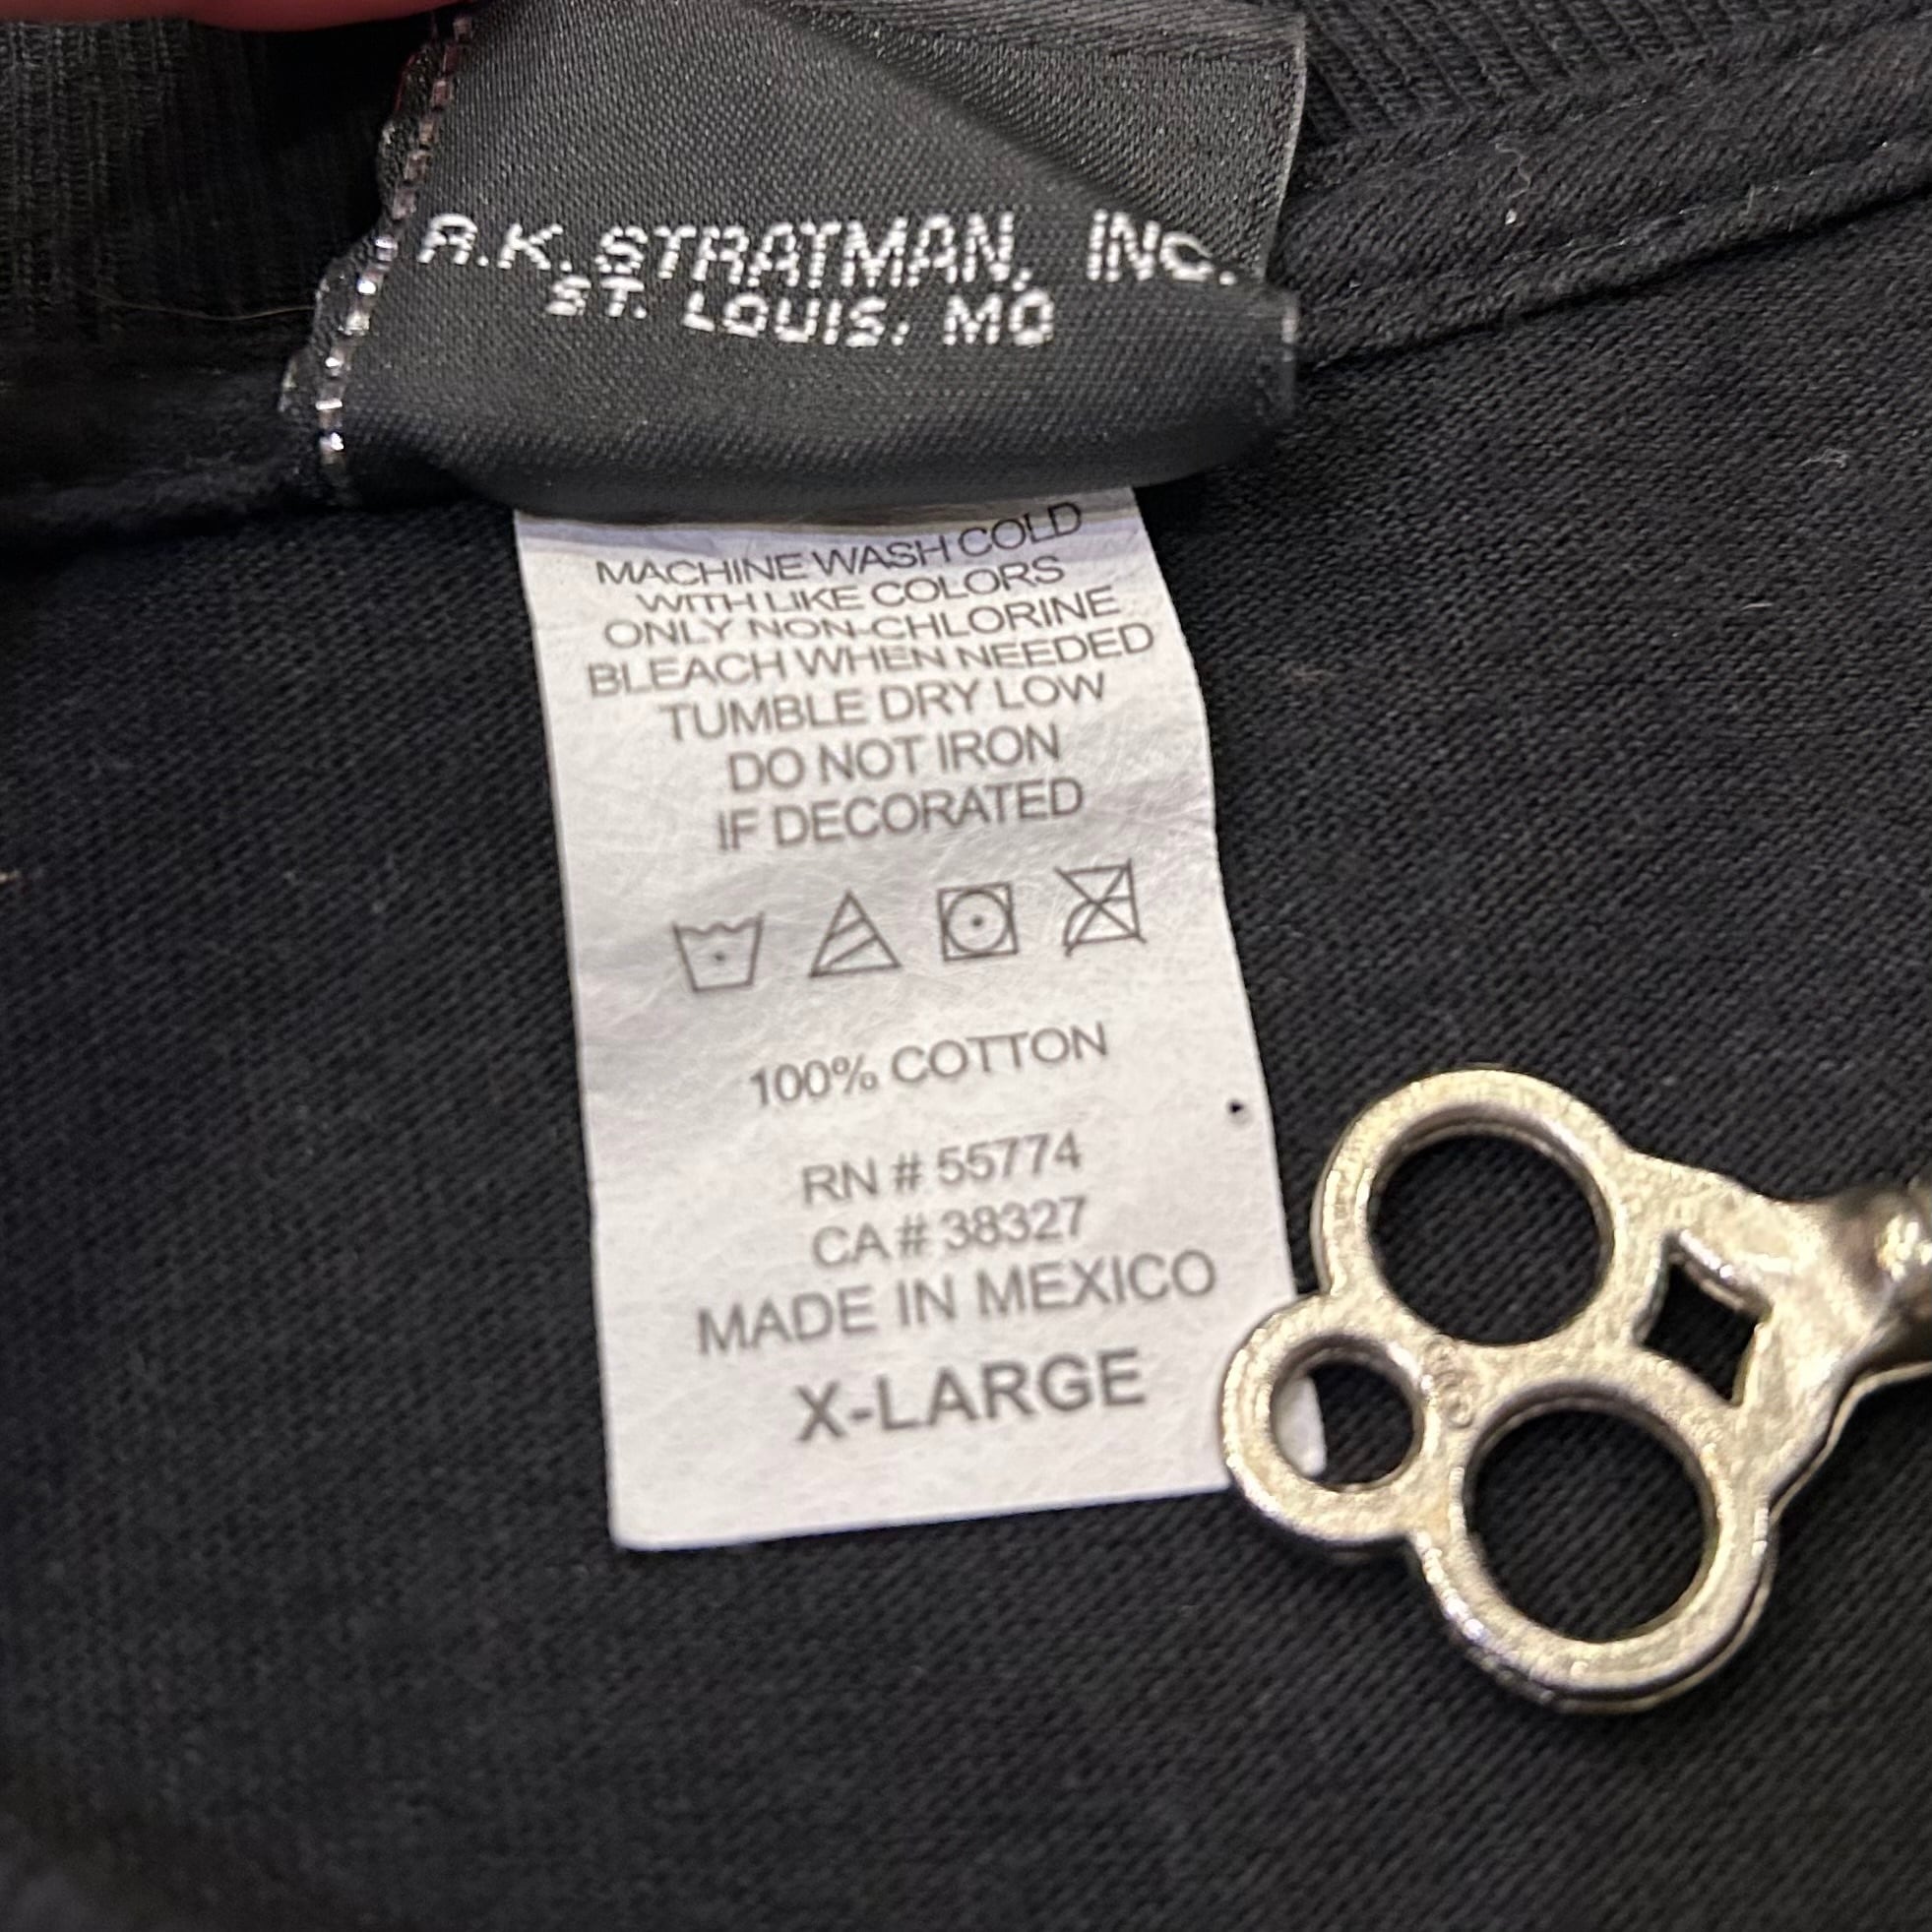 R.K. STRATMAN, INC.
ST. LOUIS, MO
MACHINE WASH COLD
WITH LIKE COLORS
ONLY NON-CHLORINE
BLEACH WHEN NEEDED
TUMBLE DRY LOW
DO NOT IRON
IF DECORATED
100% COTTON
RN # 55774
CA # 38327
MADE IN MEXICO
X-LARGE